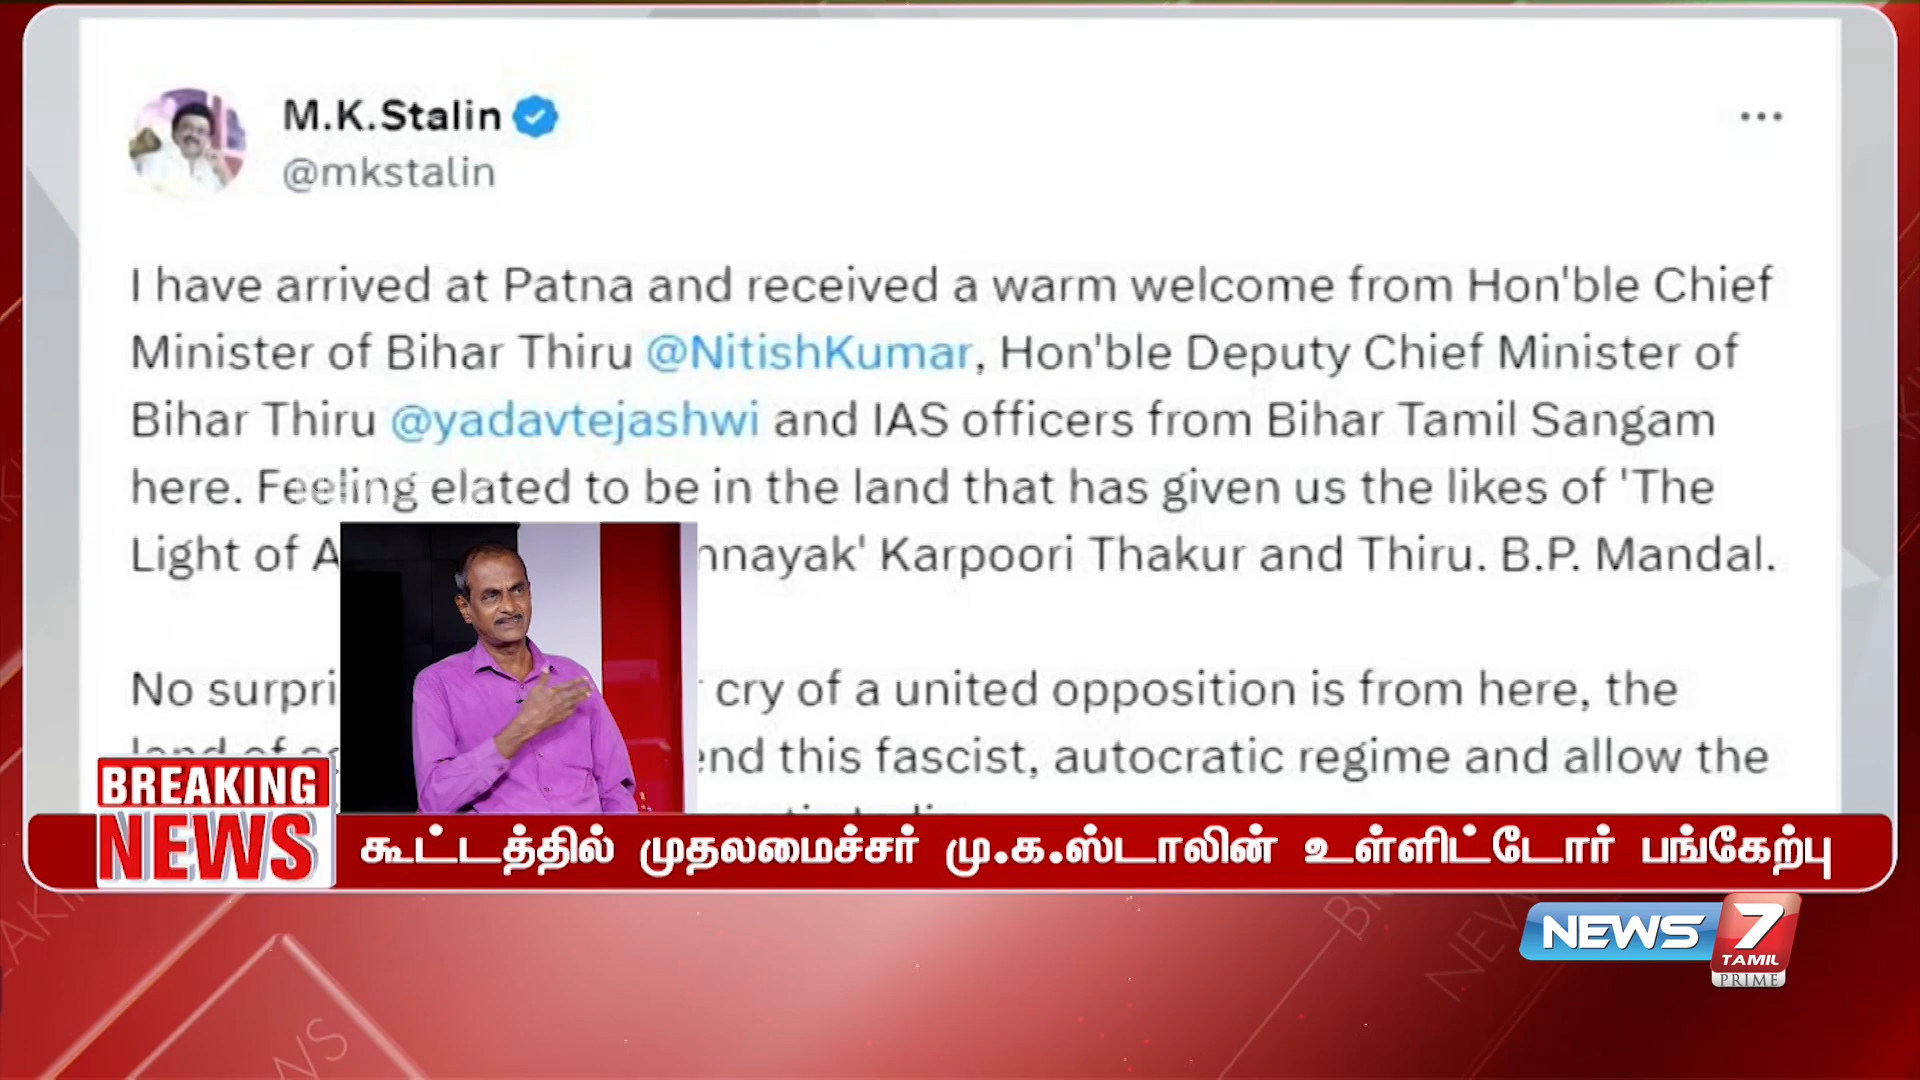 M.K.Stalin
@mkstalin
I have arrived at Patna and received a warm welcome from Hon'ble Chief
Minister of Bihar Thiru @NitishKumar, Hon'ble Deputy Chief Minister of
Bihar Thiru @yadavtejashwi and IAS officers from Bihar Tamil Sangam
here. Feeling elated to be in the land that has given us the likes of 'The
Light of Karpoori Thakur and Thiru. B.P. Mandal.
No cry of a united opposition is from here, the
this fascist, autocratic regime and allow the
BREAKING
NEWS
கூட்டத்தில் முதலமைச்சர் மு.க.ஸ்டாலின் உள்ளிட்டோர் பங்கேற்பு
NEWS 7
TAMIL
PRIME